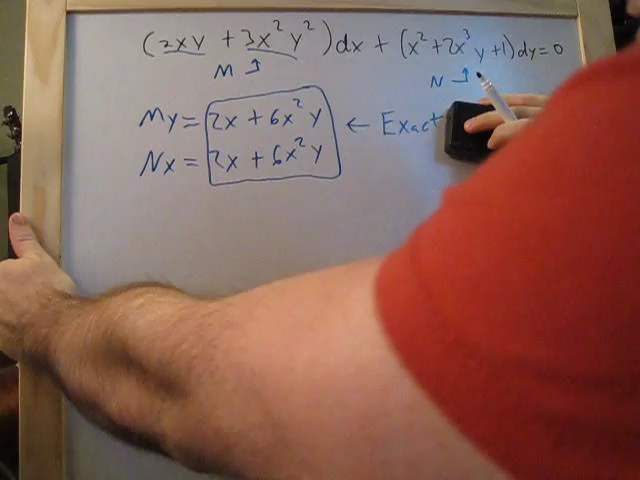 (2xy + 3x²y²)dx + (x² + 2x³y + 1)dy = 0
M ↑ N ↑
My = 2x + 6x²y ← Exact
Nx = 2x + 6x²y